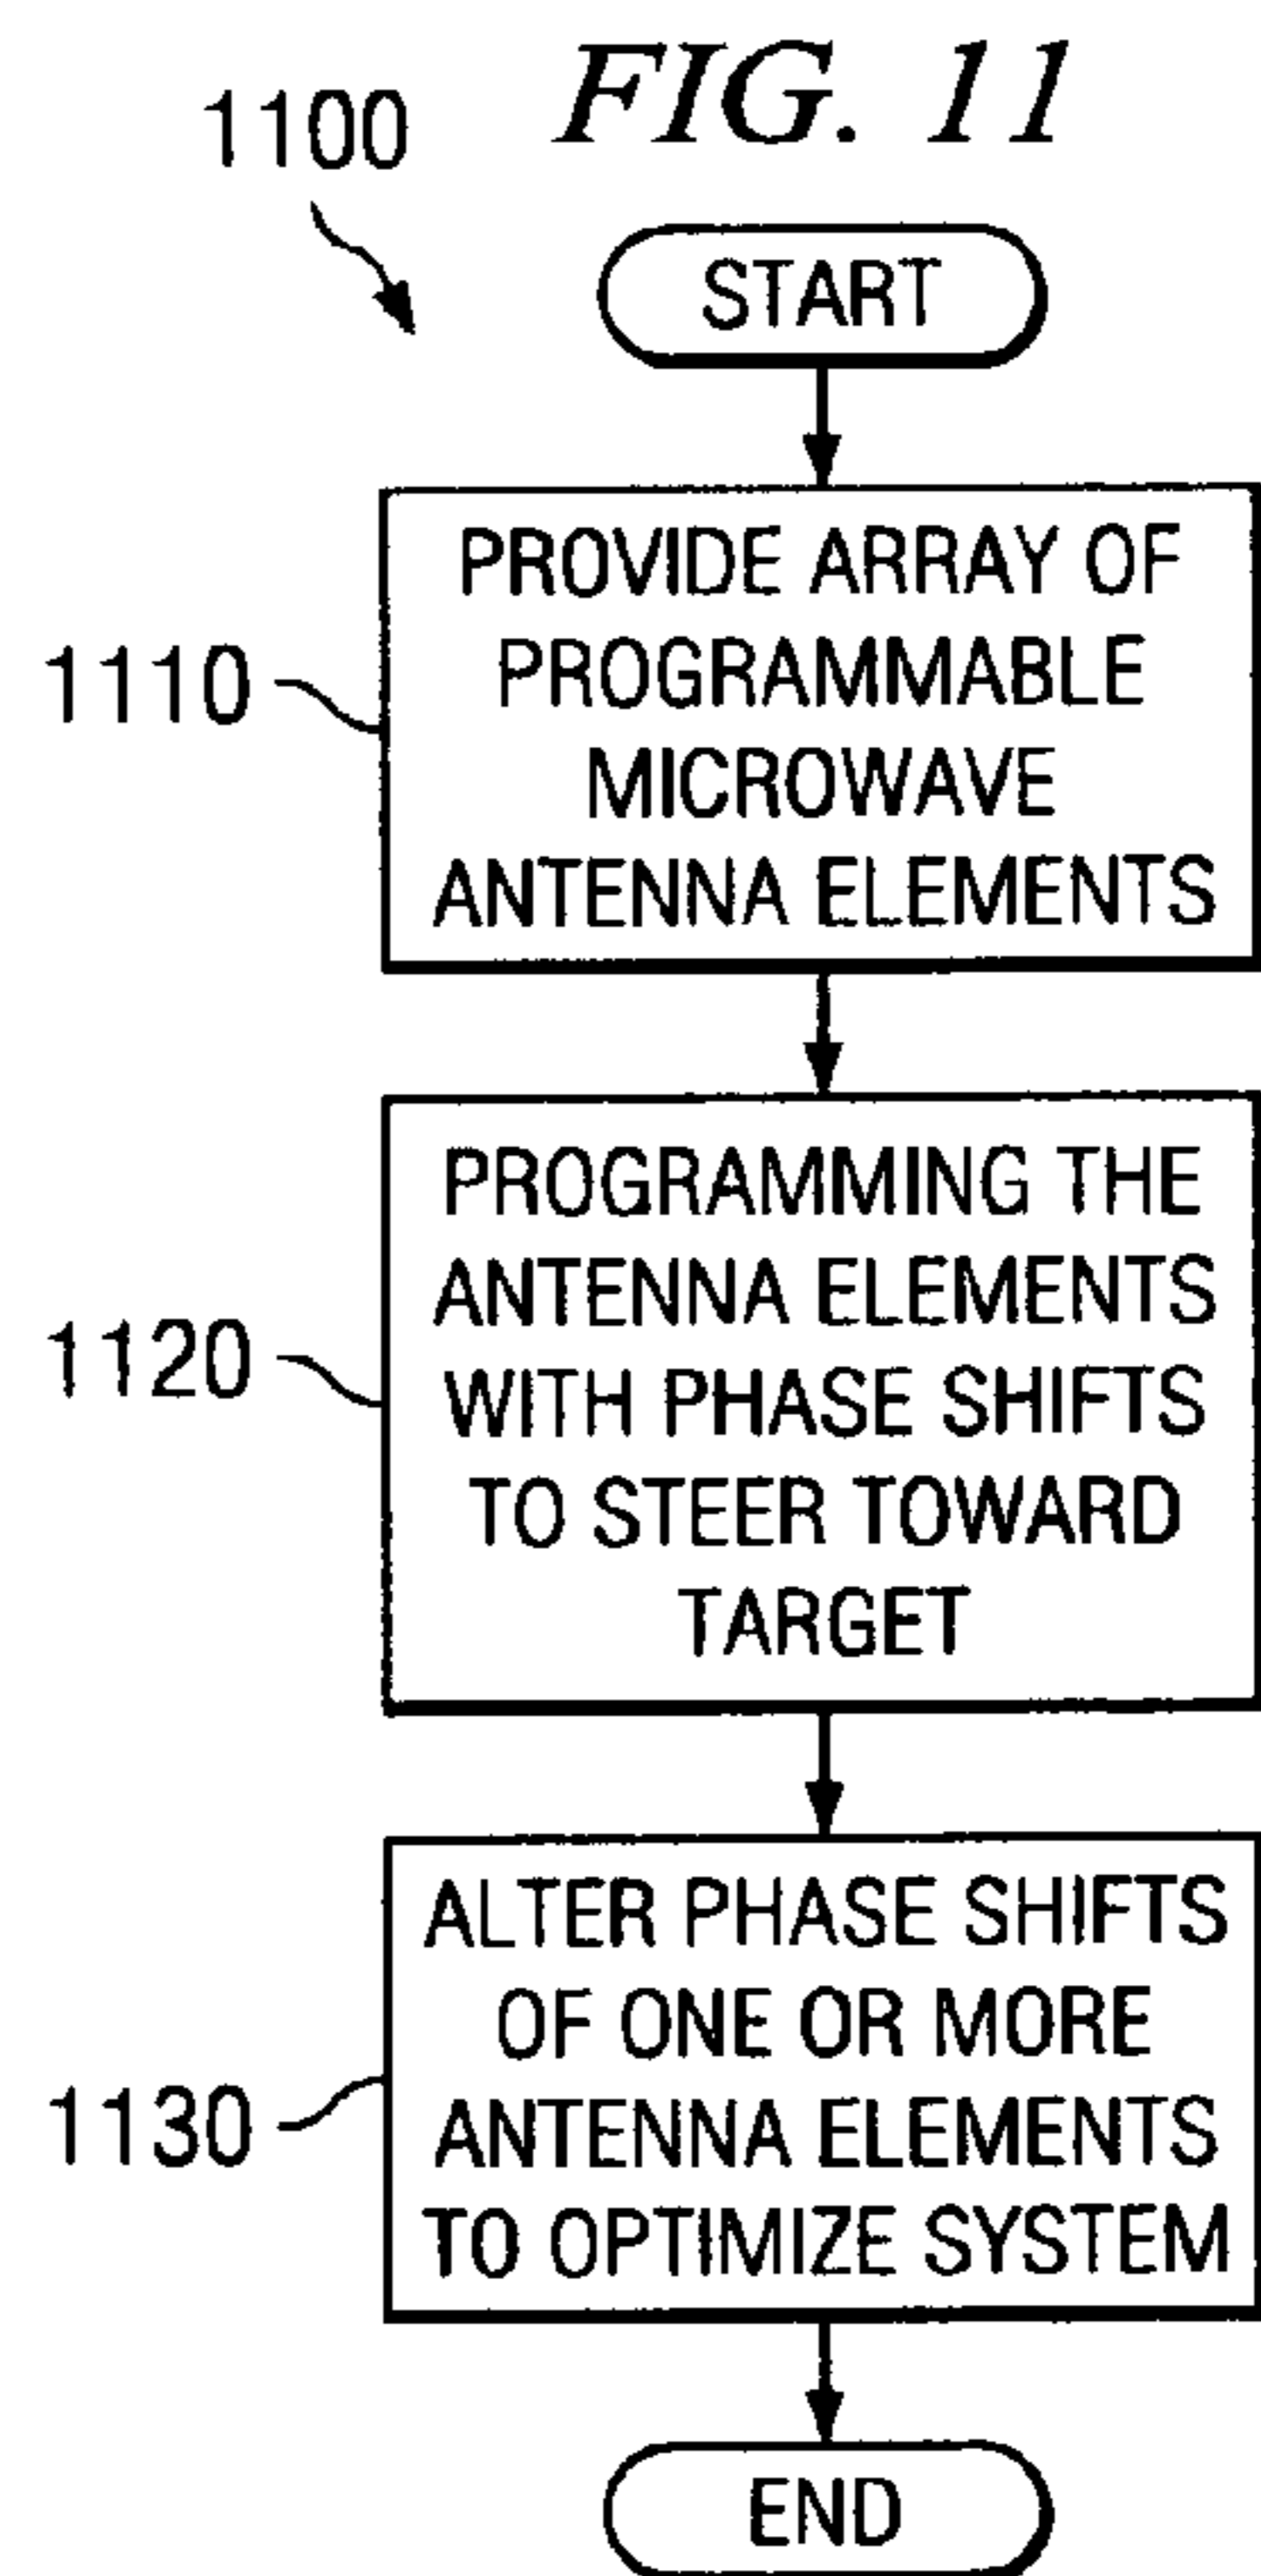 FIG. 11
1100
START
PROVIDE ARRAY OF
PROGRAMMABLE
MICROWAVE
ANTENNA ELEMENTS
1110
PROGRAMMING THE
ANTENNA ELEMENTS
WITH PHASE SHIFTS
TO STEER TOWARD
TARGET
1120
ALTER PHASE SHIFTS
OF ONE OR MORE
ANTENNA ELEMENTS
TO OPTIMIZE SYSTEM
1130
END